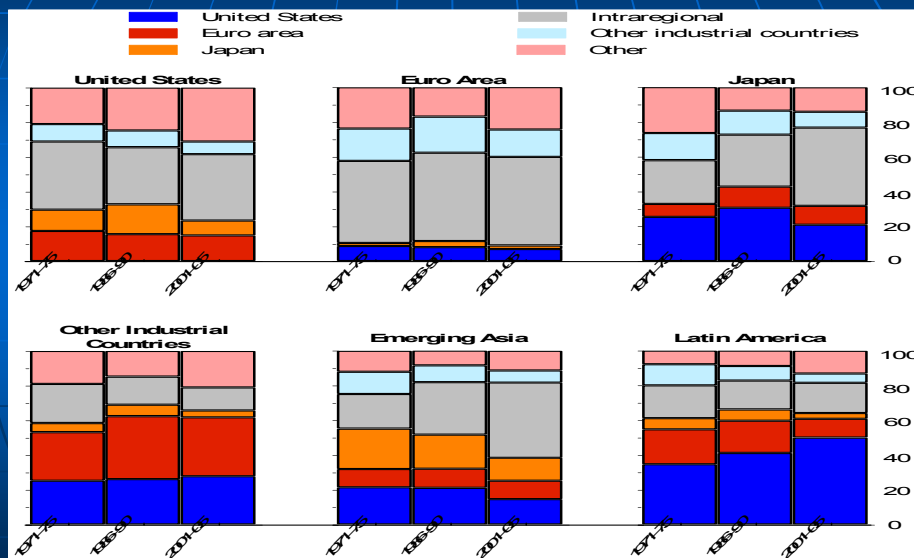 United States
Intraregional
Euro area
Other industrial countries
Japan
Other
United States
Euro Area
Japan
100
80
60
40
20
0
1971-75
1986-90
2001-05
1971-75
1986-90
2001-05
1971-75
1986-90
2001-05
Other Industrial
Countries
Emerging Asia
Latin America
100
80
60
40
20
0
1971-75
1986-90
2001-05
1971-75
1986-90
2001-05
1971-75
1986-90
2001-05